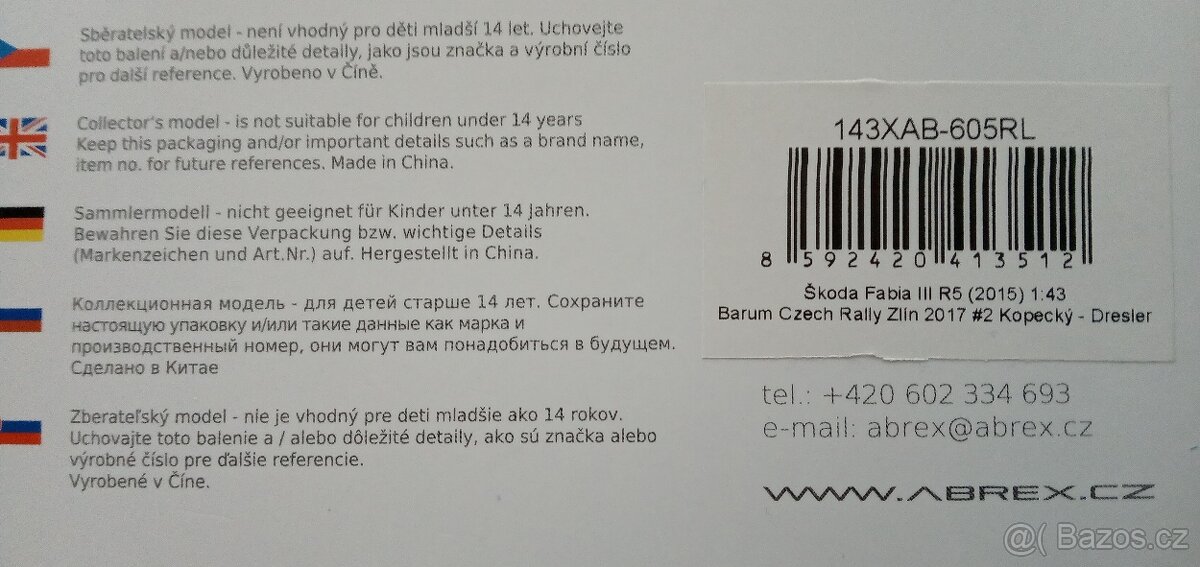 Sběratelský model - není vhodný pro děti mladší 14 let. Uchovejte
toto balení a/nebo důležité detaily, jako jsou značka a výrobní číslo
pro další reference. Vyrobeno v Číně.
Collector's model - is not suitable for children under 14 years
Keep this packaging and/or important details such as a brand name,
item no. for future references. Made in China.
Sammlermodell - nicht geeignet für Kinder unter 14 jahren.
Bewahren Sie diese Verpackung bzw. wichtige Details
(Markenzeichen und Art.Nr.) auf. Hergestellt in China.
Коллекционная модель - для детей старше 14 лет. Сохраните
настоящую упаковку и/или такие данные как марка и
производственный номер, они могут вам понадобиться в будущем.
Сделано в Китае
Zberateľský model - nie je vhodný pre deti mladšie ako 14 rokov.
Uchovajte toto balenie a / alebo dôležité detaily, ako sú značka alebo
výrobné číslo pre ďalšie referencie.
Vyrobené v Číne.
143XAB-605RL
8 592420 413512
Škoda Fabia III R5 (2015) 1:43
Barum Czech Rally Zlín 2017 #2 Kopecký - Dresler
tel.: +420 602 334 693
e-mail: abrex@abrex.cz
WWW.ABREX.CZ
@( Bazos.cz